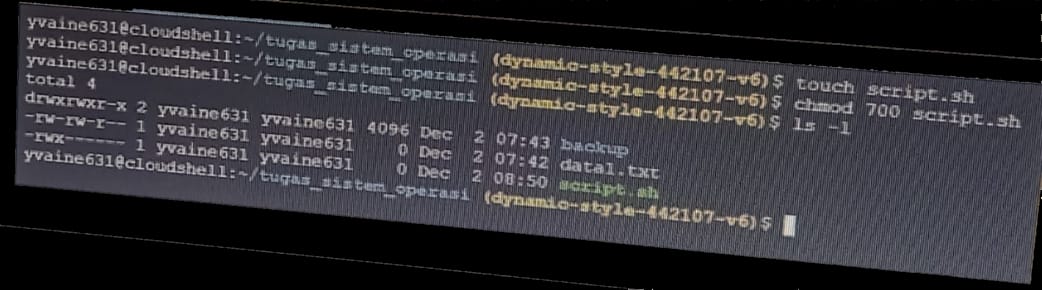 yvaine631@cloudshell:~/tugas_sistem_operasi (dynamic-style-442107-v6)$ touch script.sh
yvaine631@cloudshell:~/tugas_sistem_operasi (dynamic-style-442107-v6)$ chmod 700 script.sh
yvaine631@cloudshell:~/tugas_sistem_operasi (dynamic-style-442107-v6)$ ls -l
total 4
drwxrwxr-x 2 yvaine631 yvaine631 4096 Dec 2 07:43 backup
-rw-rw-r-- 1 yvaine631 yvaine631 0 Dec 2 07:42 data1.txt
-rwx------ 1 yvaine631 yvaine631 0 Dec 2 08:50 script.sh
yvaine631@cloudshell:~/tugas_sistem_operasi (dynamic-style-442107-v6)$